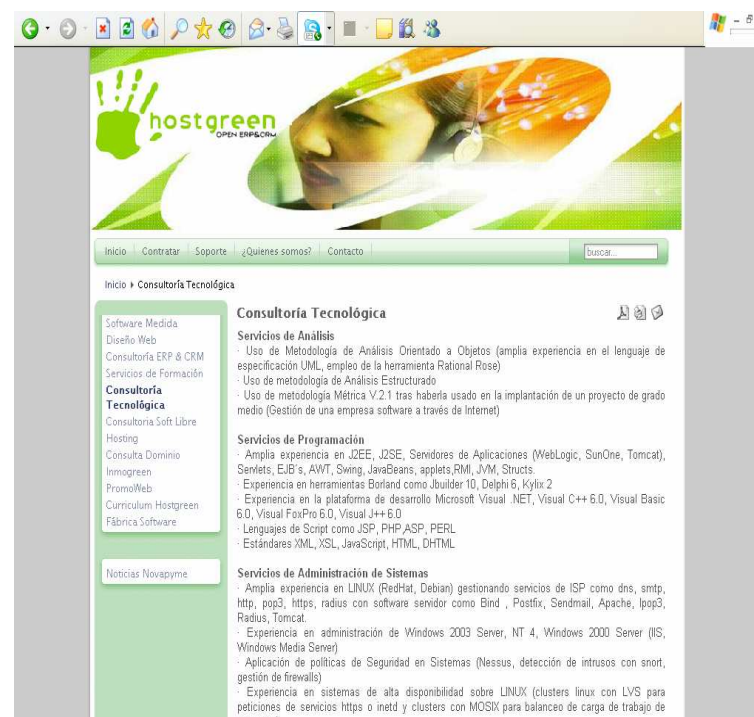 hostgreen
OPEN ERP&CRM
Inicio Contratar Soporte ¿Quienes somos? Contacto buscar...
Inicio Consultoría Tecnológica
Software Medida
Diseño Web
Consultoría ERP & CRM
Servicios de Formación
Consultoría
Tecnológica
Consultoria Soft Libre
Hosting
Consulta Dominio
Inmogreen
PromoWeb
Curriculum Hostgreen
Fábrica Software
Noticias Novapyme
Consultoría Tecnológica
Servicios de Análisis
· Uso de Metodología de Análisis Orientado a Objetos (amplia experiencia en el lenguaje de
especificación UML, empleo de la herramienta Rational Rose)
· Uso de metodología de Análisis Estructurado
· Uso de metodología Métrica V.2.1 tras haberla usado en la implantación de un proyecto de grado
medio (Gestión de una empresa software a través de Internet)
Servicios de Programación
· Amplia experiencia en J2EE, J2SE, Servidores de Aplicaciones (WebLogic, SunOne, Tomcat),
Servlets, EJB's, AWT, Swing, JavaBeans, applets,RMI, JVM, Structs.
· Experiencia en herramientas Borland como Jbuilder 10, Delphi 6, Kylix 2
· Experiencia en la plataforma de desarrollo Microsoft Visual .NET, Visual C++ 6.0, Visual Basic
6.0, Visual FoxPro 6.0, Visual J++ 6.0
· Lenguajes de Script como JSP, PHP,ASP, PERL
· Estándares XML, XSL, JavaScript, HTML, DHTML
Servicios de Administración de Sistemas
· Amplia experiencia en LINUX (RedHat, Debian) gestionando servicios de ISP como dns, smtp,
http, pop3, https, radius con software servidor como Bind , Postfix, Sendmail, Apache, Ipop3,
Radius, Tomcat.
· Experiencia en administración de Windows 2003 Server, NT 4, Windows 2000 Server (IIS,
Windows Media Server)
· Aplicación de políticas de Seguridad en Sistemas (Nessus, detección de intrusos con snort,
gestión de firewalls)
· Experiencia en sistemas de alta disponibilidad sobre LINUX (clusters linux con LVS para
peticiones de servicios https o inetd y clusters con MOSIX para balanceo de carga de trabajo de